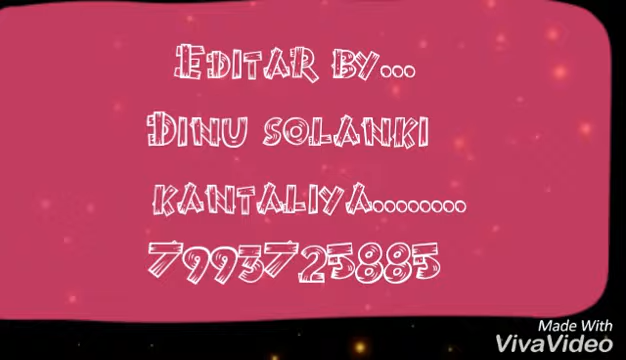 Editar by...
Dinu solanki
kantaliya........
7993725885
Made With
VivaVideo